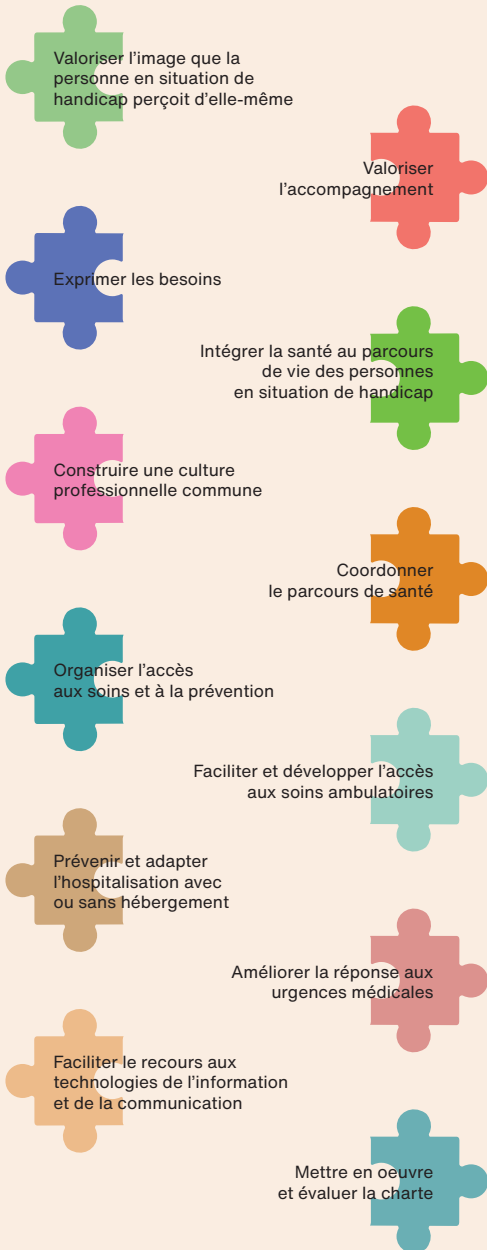 Valoriser l'image que la
personne en situation de
handicap perçoit d'elle-même
Valoriser
l'accompagnement
Exprimer les besoins
Intégrer la santé au parcours
de vie des personnes
en situation de handicap
Construire une culture
professionnelle commune
Coordonner
le parcours de santé
Organiser l'accès
aux soins et à la prévention
Faciliter et développer l'accès
aux soins ambulatoires
Prévenir et adapter
l'hospitalisation avec
ou sans hébergement
Améliorer la réponse aux
urgences médicales
Faciliter le recours aux
technologies de l'information
et de la communication
Mettre en oeuvre
et évaluer la charte